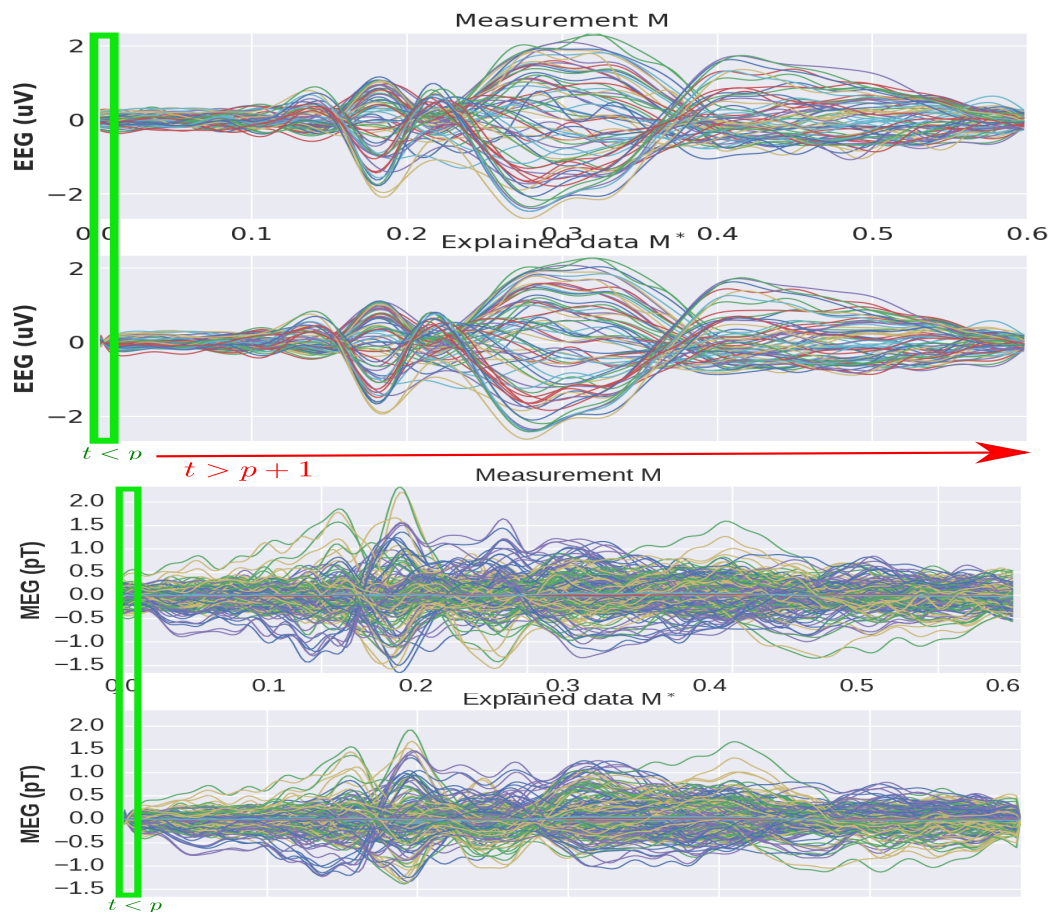 Measurement M
EEG (uV)
2
0
−2
0.0 0.1 0.2 0.3 0.4 0.5 0.6
Explained data M*
EEG (uV)
2
0
−2
t < p
t > p + 1
Measurement M
MEG (pT)
2.0
1.5
1.0
0.5
0.0
−0.5
−1.0
−1.5
0.0 0.1 0.2 0.3 0.4 0.5 0.6
Explained data M*
MEG (pT)
2.0
1.5
1.0
0.5
0.0
−0.5
−1.0
−1.5
t < p